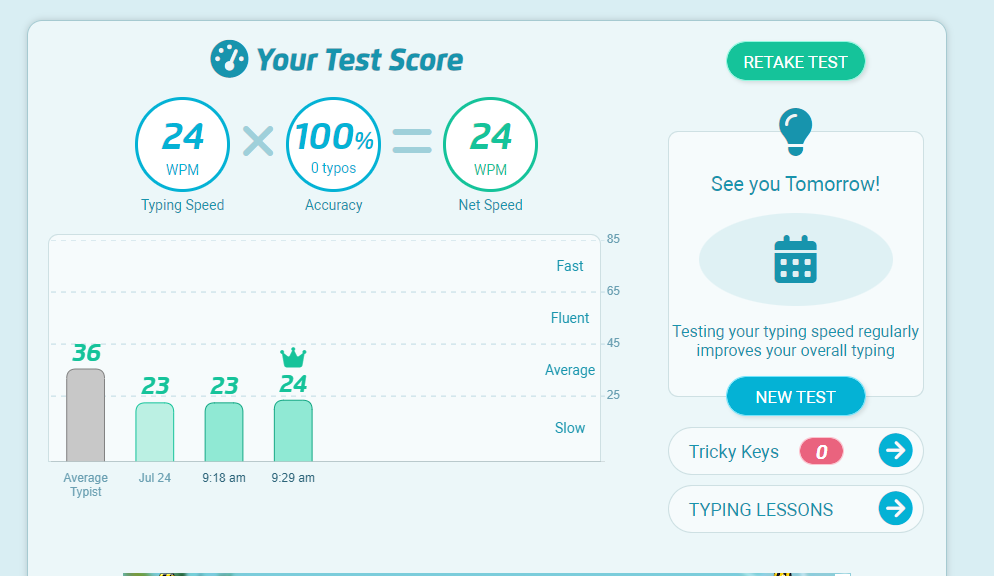 Your Test Score
RETAKE TEST
24
WPM
Typing Speed
100%
0 typos
Accuracy
24
WPM
Net Speed
See you Tomorrow!
Testing your typing speed regularly
improves your overall typing
NEW TEST
Tricky Keys 0
TYPING LESSONS
85
Fast
65
Fluent
45
Average
25
Slow
36
23
23
24
Average
Typist
Jul 24
9:18 am
9:29 am